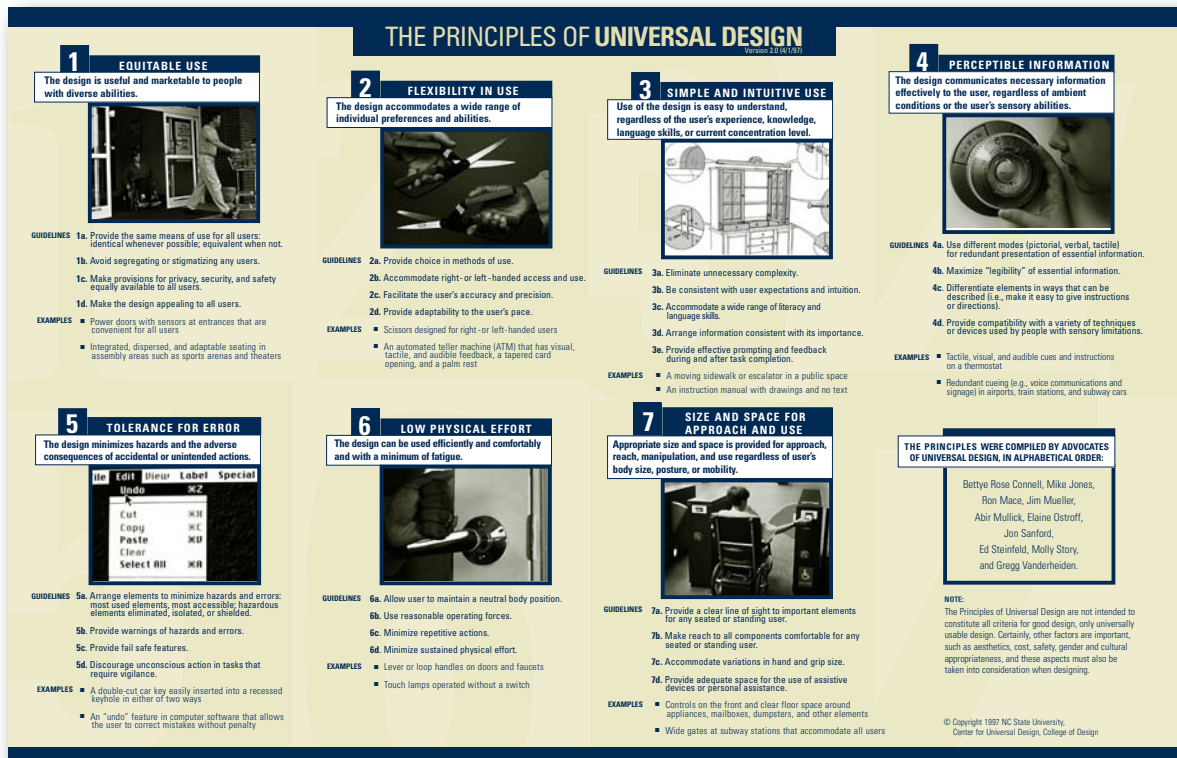 THE PRINCIPLES OF UNIVERSAL DESIGN
Version 2.0 (4/1/97)
1
EQUITABLE USE
The design is useful and marketable to people
with diverse abilities.
GUIDELINES 1a. Provide the same means of use for all users:
identical whenever possible; equivalent when not.
1b. Avoid segregating or stigmatizing any users.
1c. Make provisions for privacy, security, and safety
equally available to all users.
1d. Make the design appealing to all users.
EXAMPLES ■ Power doors with sensors at entrances that are
convenient for all users
■ Integrated, dispersed, and adaptable seating in
assembly areas such as sports arenas and theaters
2
FLEXIBILITY IN USE
The design accommodates a wide range of
individual preferences and abilities.
GUIDELINES 2a. Provide choice in methods of use.
2b. Accommodate right- or left-handed access and use.
2c. Facilitate the user's accuracy and precision.
2d. Provide adaptability to the user's pace.
EXAMPLES ■ Scissors designed for right- or left-handed users
■ An automated teller machine (ATM) that has visual,
tactile, and audible feedback, a tapered card
opening, and a palm rest
3
SIMPLE AND INTUITIVE USE
Use of the design is easy to understand,
regardless of the user's experience, knowledge,
language skills, or current concentration level.
GUIDELINES 3a. Eliminate unnecessary complexity.
3b. Be consistent with user expectations and intuition.
3c. Accommodate a wide range of literacy and
language skills.
3d. Arrange information consistent with its importance.
3e. Provide effective prompting and feedback
during and after task completion.
EXAMPLES ■ A moving sidewalk or escalator in a public space
■ An instruction manual with drawings and no text
4
PERCEPTIBLE INFORMATION
The design communicates necessary information
effectively to the user, regardless of ambient
conditions or the user's sensory abilities.
GUIDELINES 4a. Use different modes (pictorial, verbal, tactile)
for redundant presentation of essential information.
4b. Maximize "legibility" of essential information.
4c. Differentiate elements in ways that can be
described (i.e., make it easy to give instructions
or directions).
4d. Provide compatibility with a variety of techniques
or devices used by people with sensory limitations.
EXAMPLES ■ Tactile, visual, and audible cues and instructions
on a thermostat
■ Redundant cueing (e.g., voice communications and
signage) in airports, train stations, and subway cars
5
TOLERANCE FOR ERROR
The design minimizes hazards and the adverse
consequences of accidental or unintended actions.
ile Edit View Label Special
Undo ⌘Z
Cut ⌘X
Copy ⌘C
Paste ⌘V
Clear
Select All ⌘A
GUIDELINES 5a. Arrange elements to minimize hazards and errors:
most used elements, most accessible; hazardous
elements eliminated, isolated, or shielded.
5b. Provide warnings of hazards and errors.
5c. Provide fail safe features.
5d. Discourage unconscious action in tasks that
require vigilance.
EXAMPLES ■ A double-cut car key easily inserted into a recessed
keyhole in either of two ways
■ An "undo" feature in computer software that allows
the user to correct mistakes without penalty
6
LOW PHYSICAL EFFORT
The design can be used efficiently and comfortably
and with a minimum of fatigue.
GUIDELINES 6a. Allow user to maintain a neutral body position.
6b. Use reasonable operating forces.
6c. Minimize repetitive actions.
6d. Minimize sustained physical effort.
EXAMPLES ■ Lever or loop handles on doors and faucets
■ Touch lamps operated without a switch
7
SIZE AND SPACE FOR
APPROACH AND USE
Appropriate size and space is provided for approach,
reach, manipulation, and use regardless of user's
body size, posture, or mobility.
GUIDELINES 7a. Provide a clear line of sight to important elements
for any seated or standing user.
7b. Make reach to all components comfortable for any
seated or standing user.
7c. Accommodate variations in hand and grip size.
7d. Provide adequate space for the use of assistive
devices or personal assistance.
EXAMPLES ■ Controls on the front and clear floor space around
appliances, mailboxes, dumpsters, and other elements
■ Wide gates at subway stations that accommodate all users
THE PRINCIPLES WERE COMPILED BY ADVOCATES
OF UNIVERSAL DESIGN, IN ALPHABETICAL ORDER:
Bettye Rose Connell, Mike Jones,
Ron Mace, Jim Mueller,
Abir Mullick, Elaine Ostroff,
Jon Sanford,
Ed Steinfeld, Molly Story,
and Gregg Vanderheiden.
NOTE:
The Principles of Universal Design are not intended to
constitute all criteria for good design, only universally
usable design. Certainly, other factors are important,
such as aesthetics, cost, safety, gender and cultural
appropriateness, and these aspects must also be
taken into consideration when designing.
© Copyright 1997 NC State University,
Center for Universal Design, College of Design